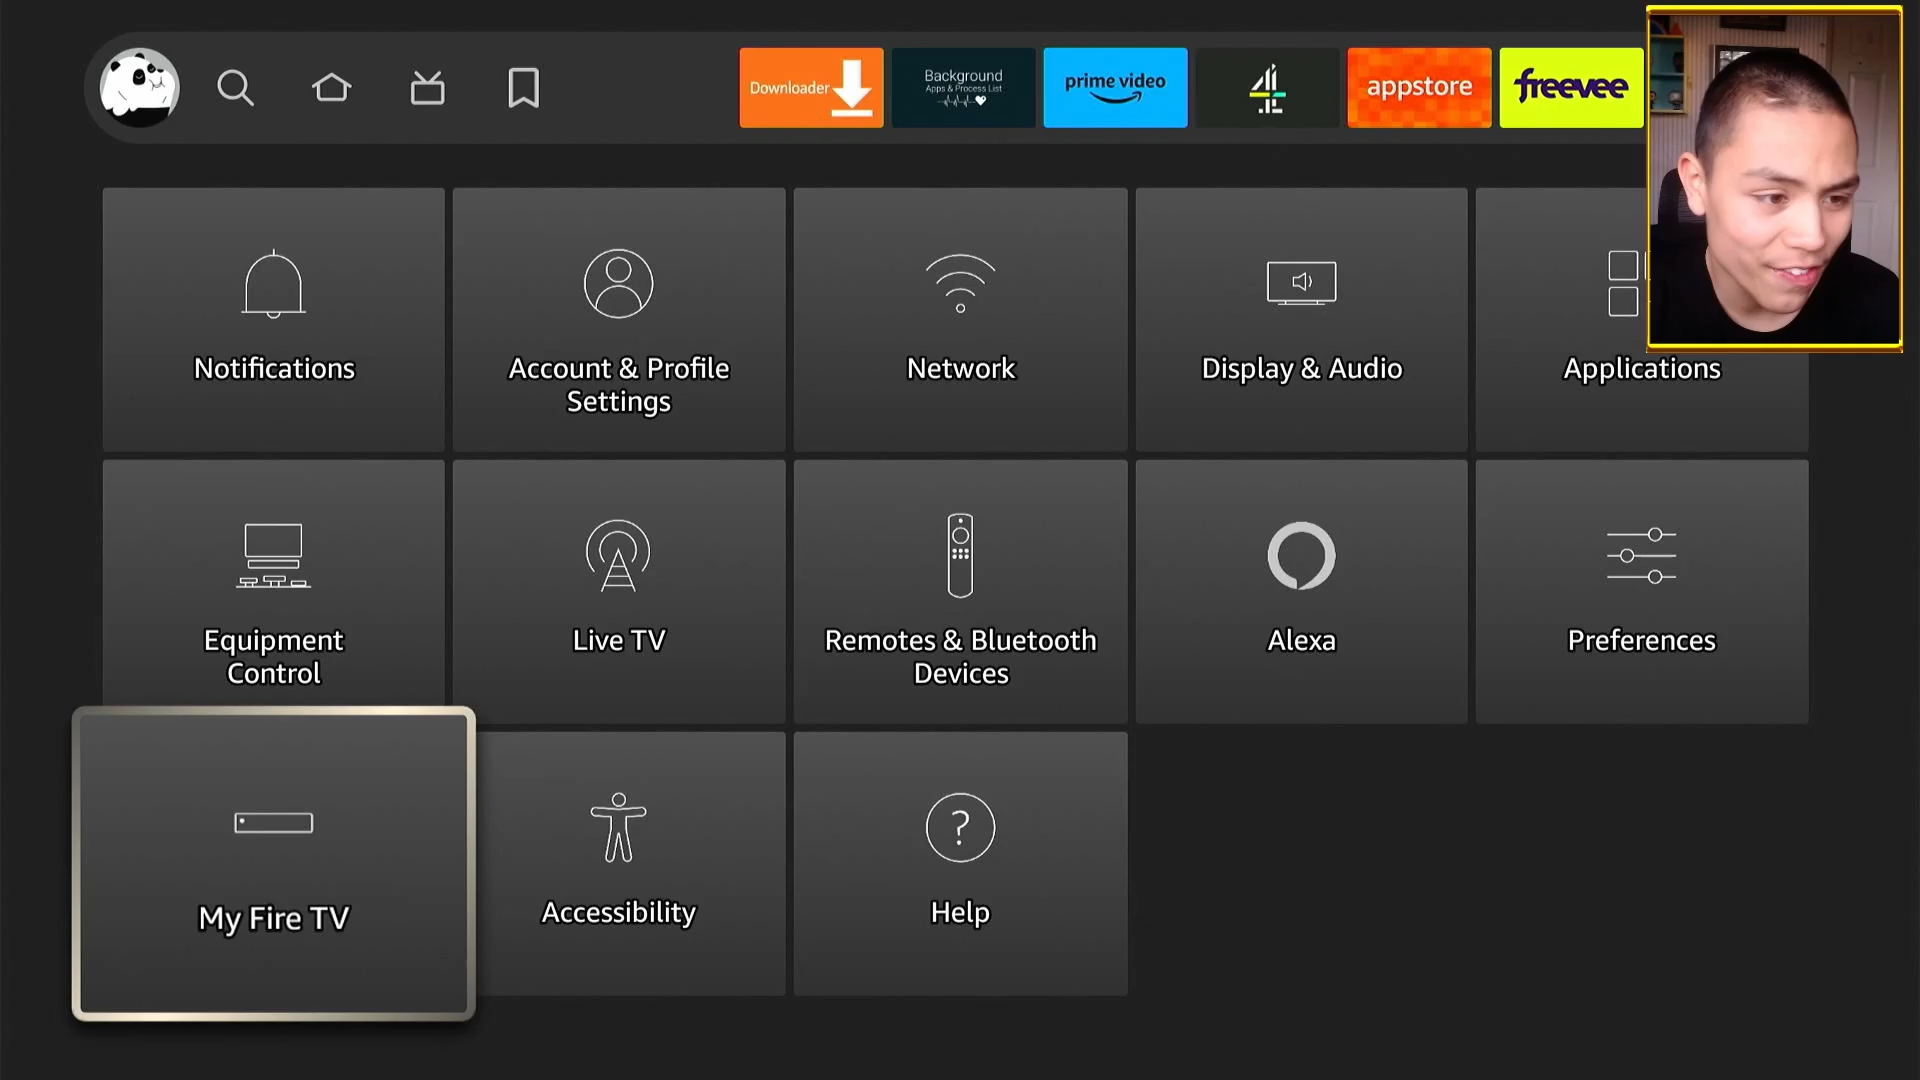 Downloader
Background
Apps & Process List
prime video
4
appstore
freevee
Notifications
Account & Profile
Settings
Network
Display & Audio
Applications
Equipment
Control
Live TV
Remotes & Bluetooth
Devices
Alexa
Preferences
My Fire TV
Accessibility
?
Help